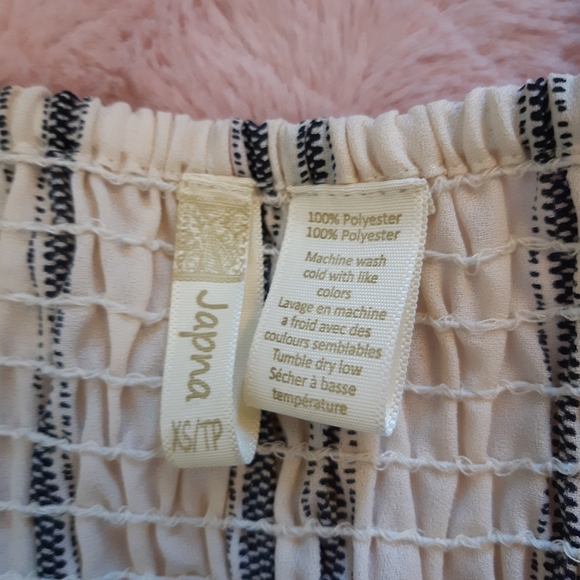 Japna
XS/TP
100% Polyester
100% Polyester
Machine wash
cold with like
colors
Lavage en machine
a froid avec des
couleurs semblables
Tumble dry low
Sécher à basse
température